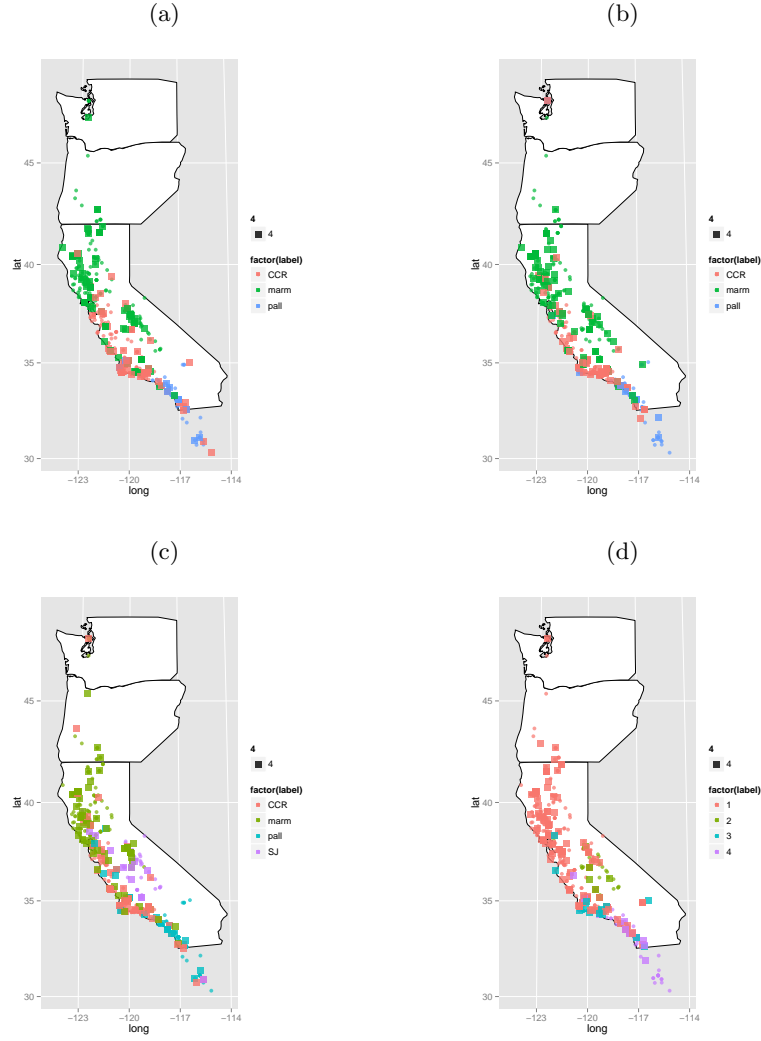 (a) (b)
45
40
35
30
lat
−123 −120 −117 −114
long
4
4
factor(label)
CCR
marm
pall
45
40
35
30
lat
−123 −120 −117 −114
long
4
4
factor(label)
CCR
marm
pall
(c) (d)
45
40
35
30
lat
−123 −120 −117 −114
long
4
4
factor(label)
CCR
marm
pall
SJ
45
40
35
30
lat
−123 −120 −117 −114
long
4
4
factor(label)
1
2
3
4